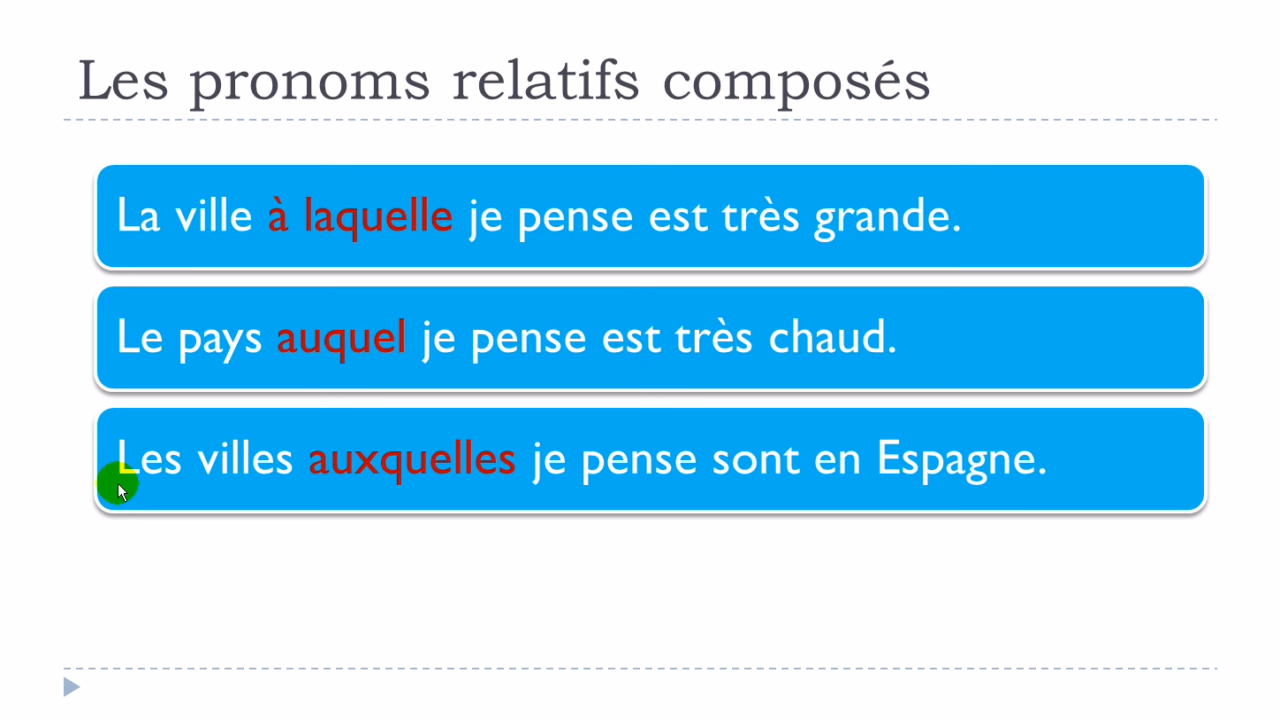 Les pronoms relatifs composés
La ville à laquelle je pense est très grande.
Le pays auquel je pense est très chaud.
Les villes auxquelles je pense sont en Espagne.